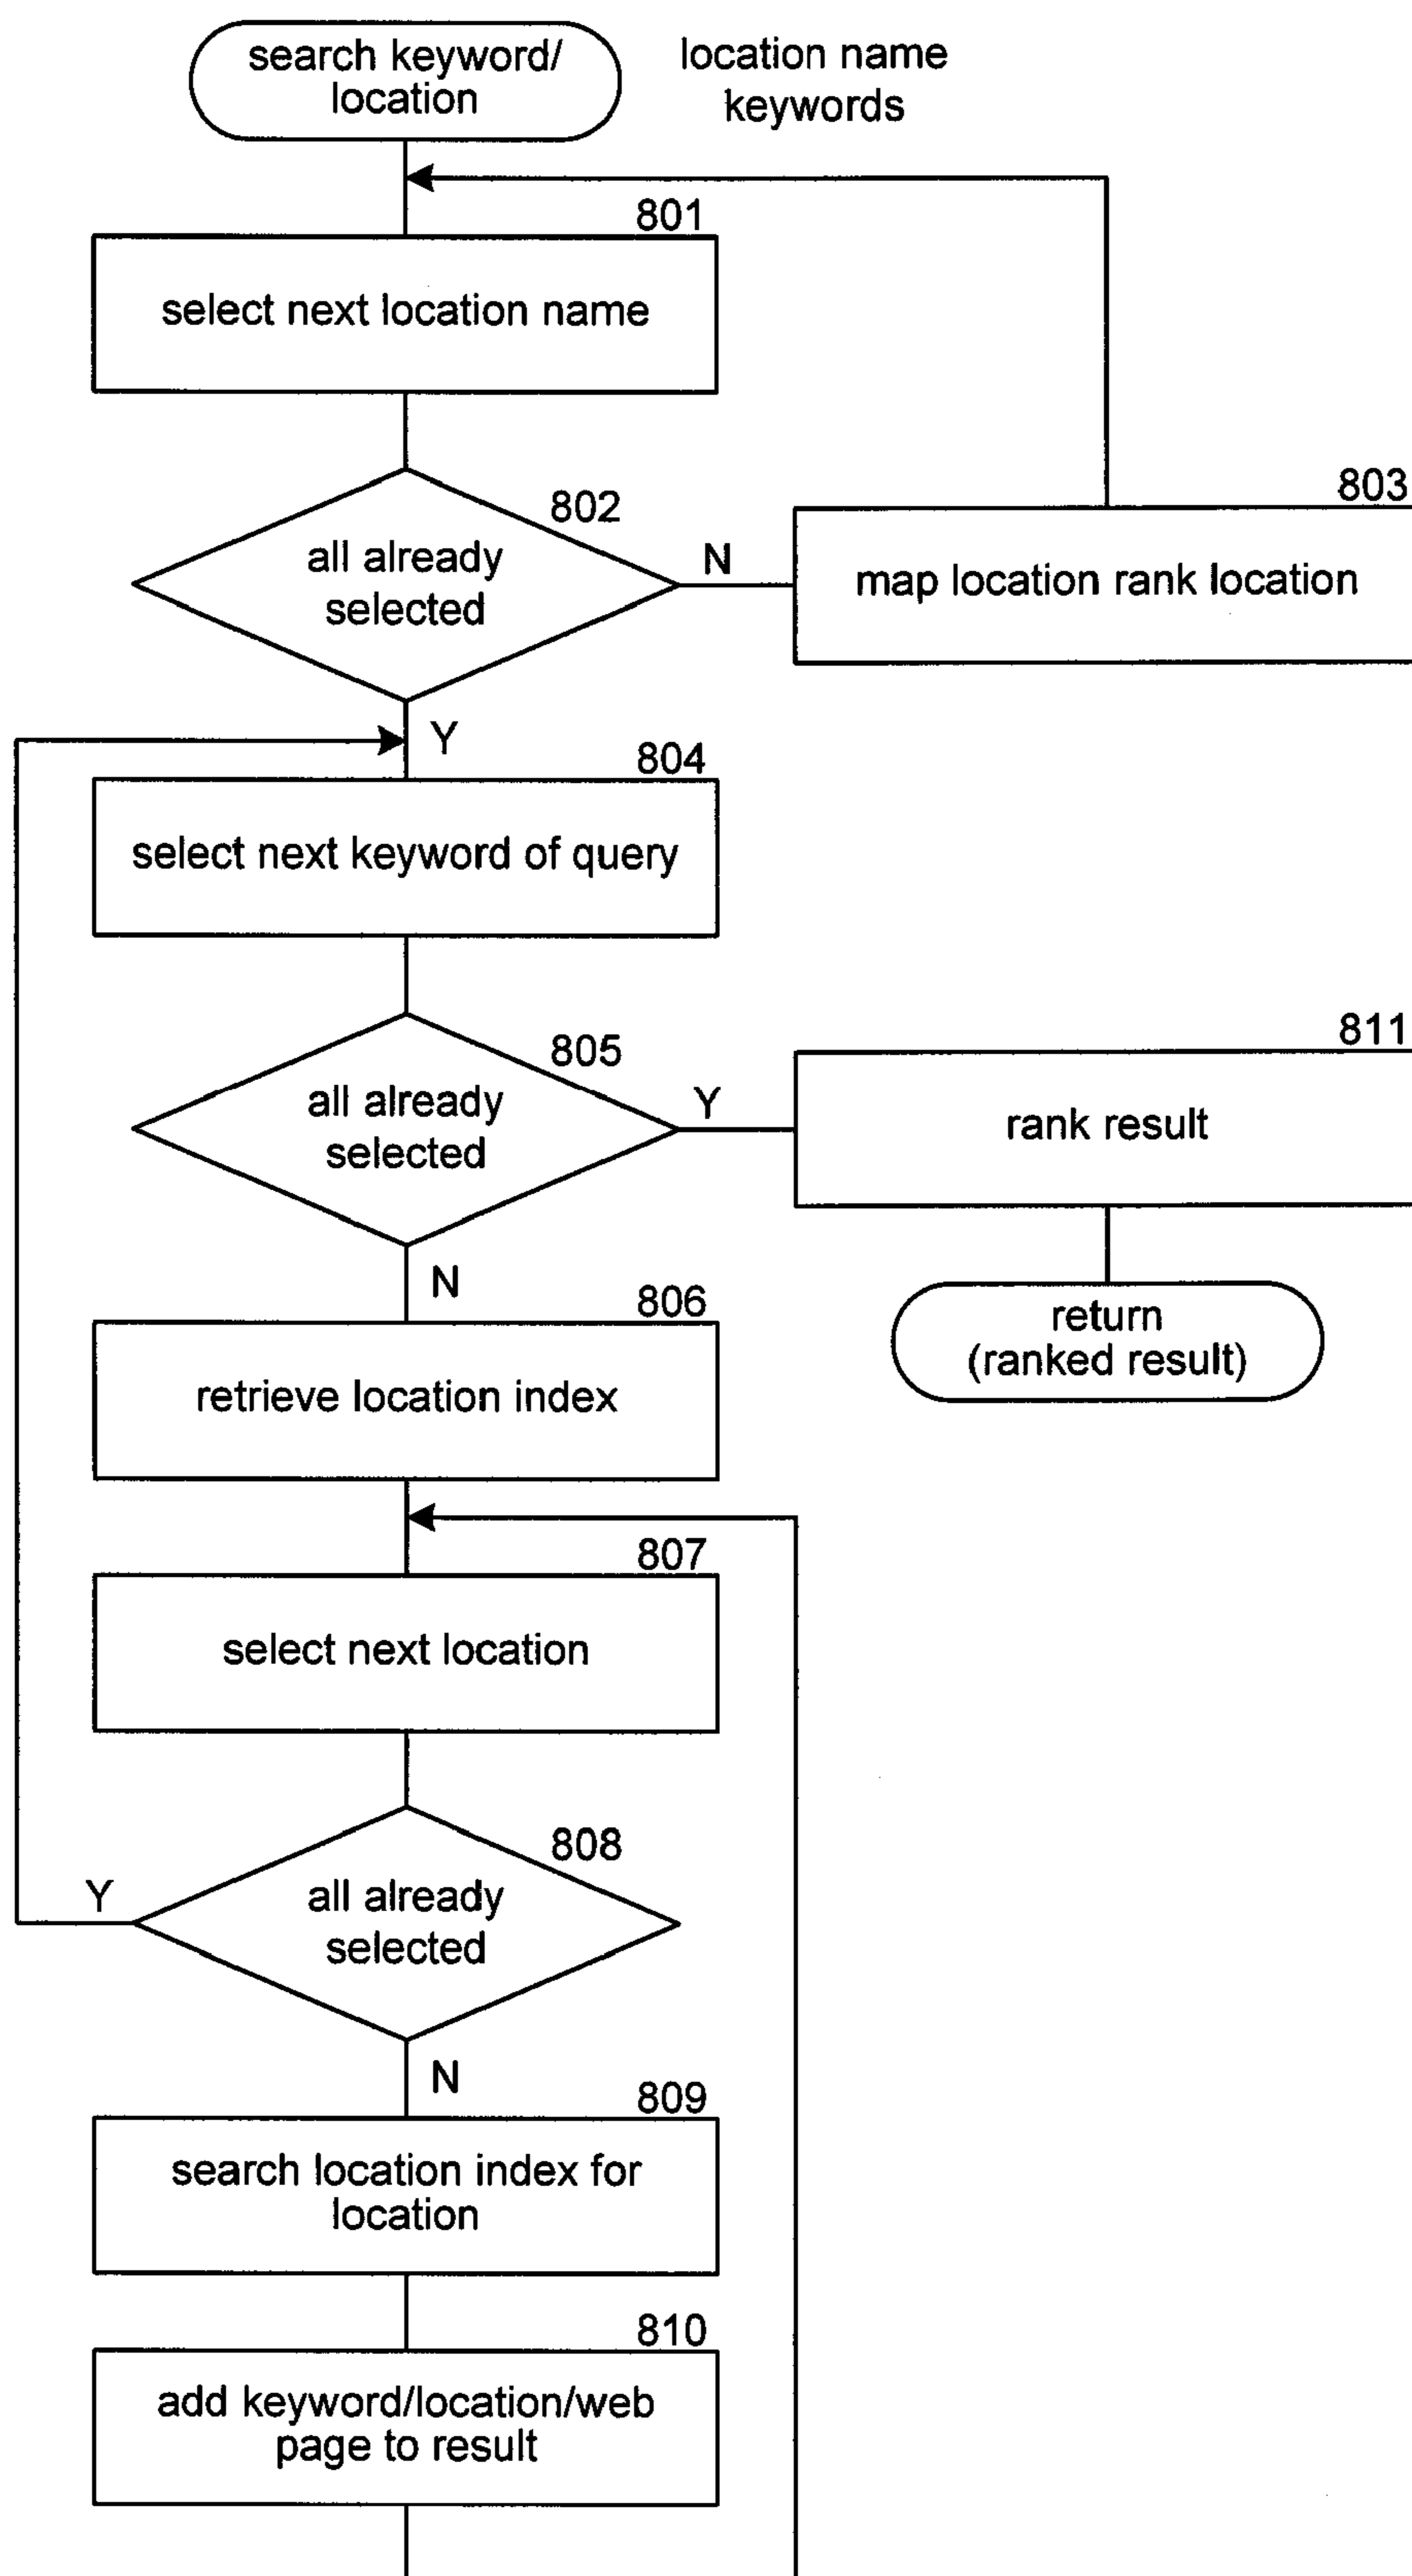 search keyword/
location
location name
keywords
801
select next location name
802
all already
selected
N
803
map location rank location
Y
804
select next keyword of query
805
all already
selected
Y
811
rank result
N
return
(ranked result)
806
retrieve location index
807
select next location
808
all already
selected
Y
N
809
search location index for
location
810
add keyword/location/web
page to result